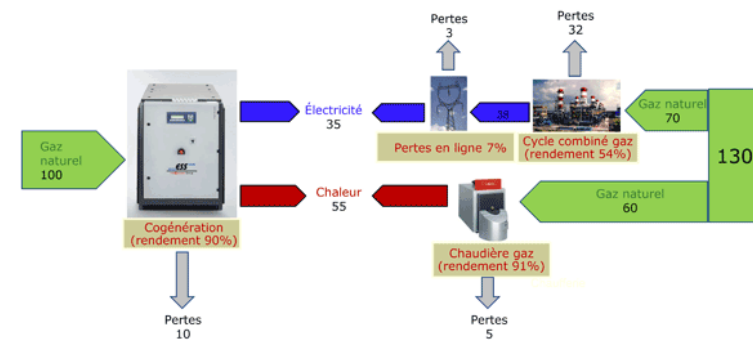 Pertes
3
Pertes
32
Gaz
naturel
100
ess
Électricité
35
38
Gaz naturel
70
130
Pertes en ligne 7%
Cycle combiné gaz
(rendement 54%)
Chaleur
55
Gaz naturel
60
Cogénération
(rendement 90%)
Chaudière gaz
(rendement 91%)
Pertes
10
Pertes
5